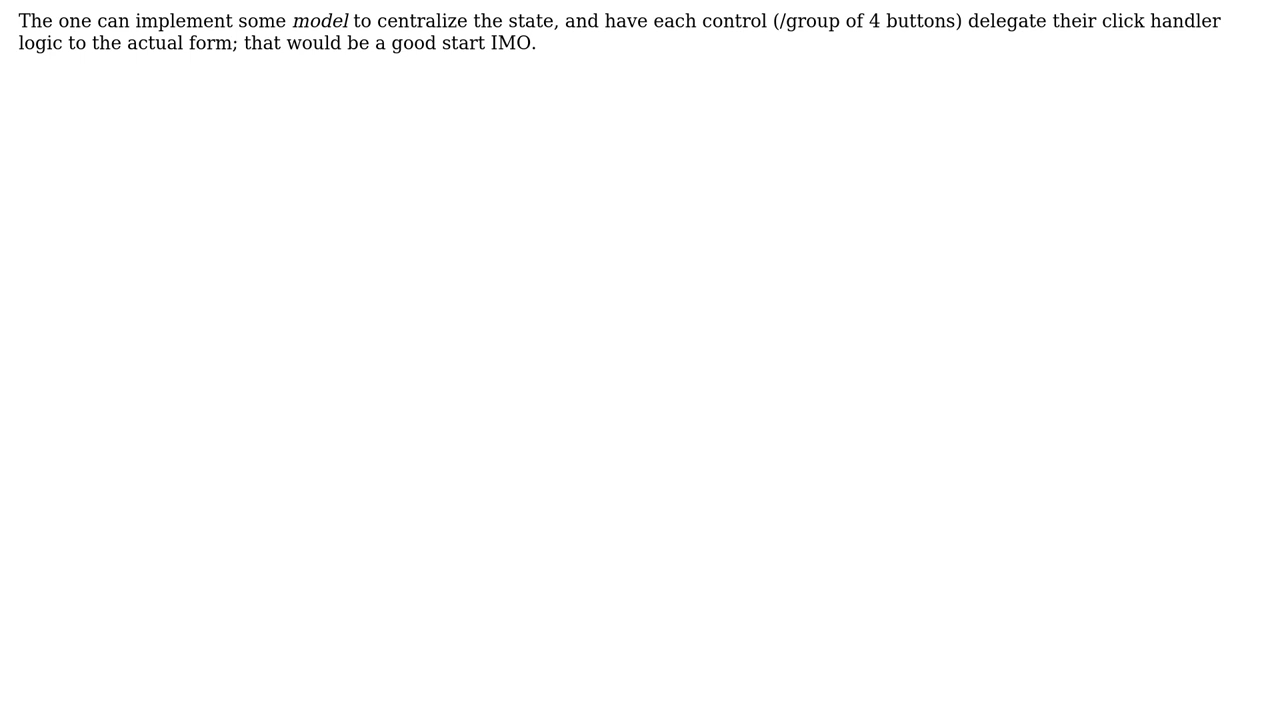 The one can implement some model to centralize the state, and have each control (/group of 4 buttons) delegate their click handler
logic to the actual form; that would be a good start IMO.